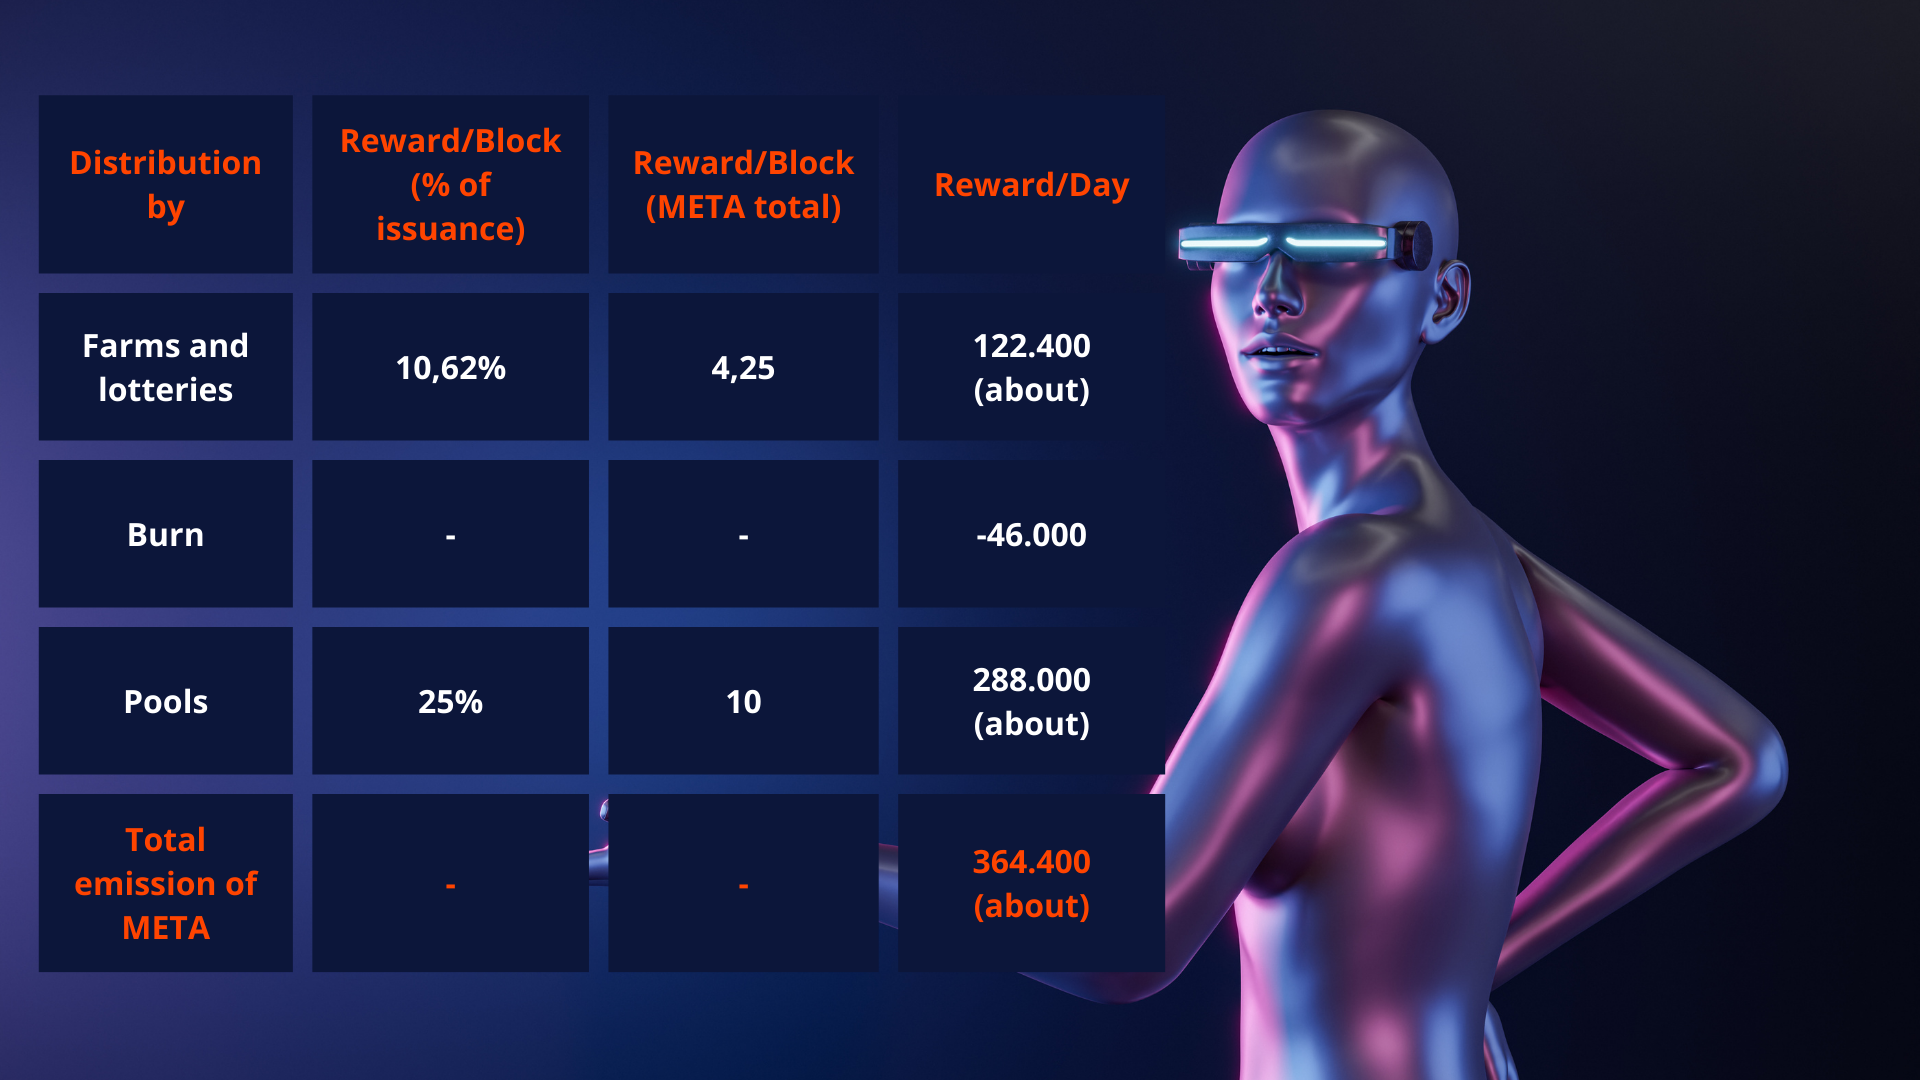 Distribution
by
Reward/Block
(% of
issuance)
Reward/Block
(META total)
Reward/Day
Farms and
lotteries
10,62%
4,25
122.400
(about)
Burn
-
-
-46.000
Pools
25%
10
288.000
(about)
Total
emission of
META
-
-
364.400
(about)